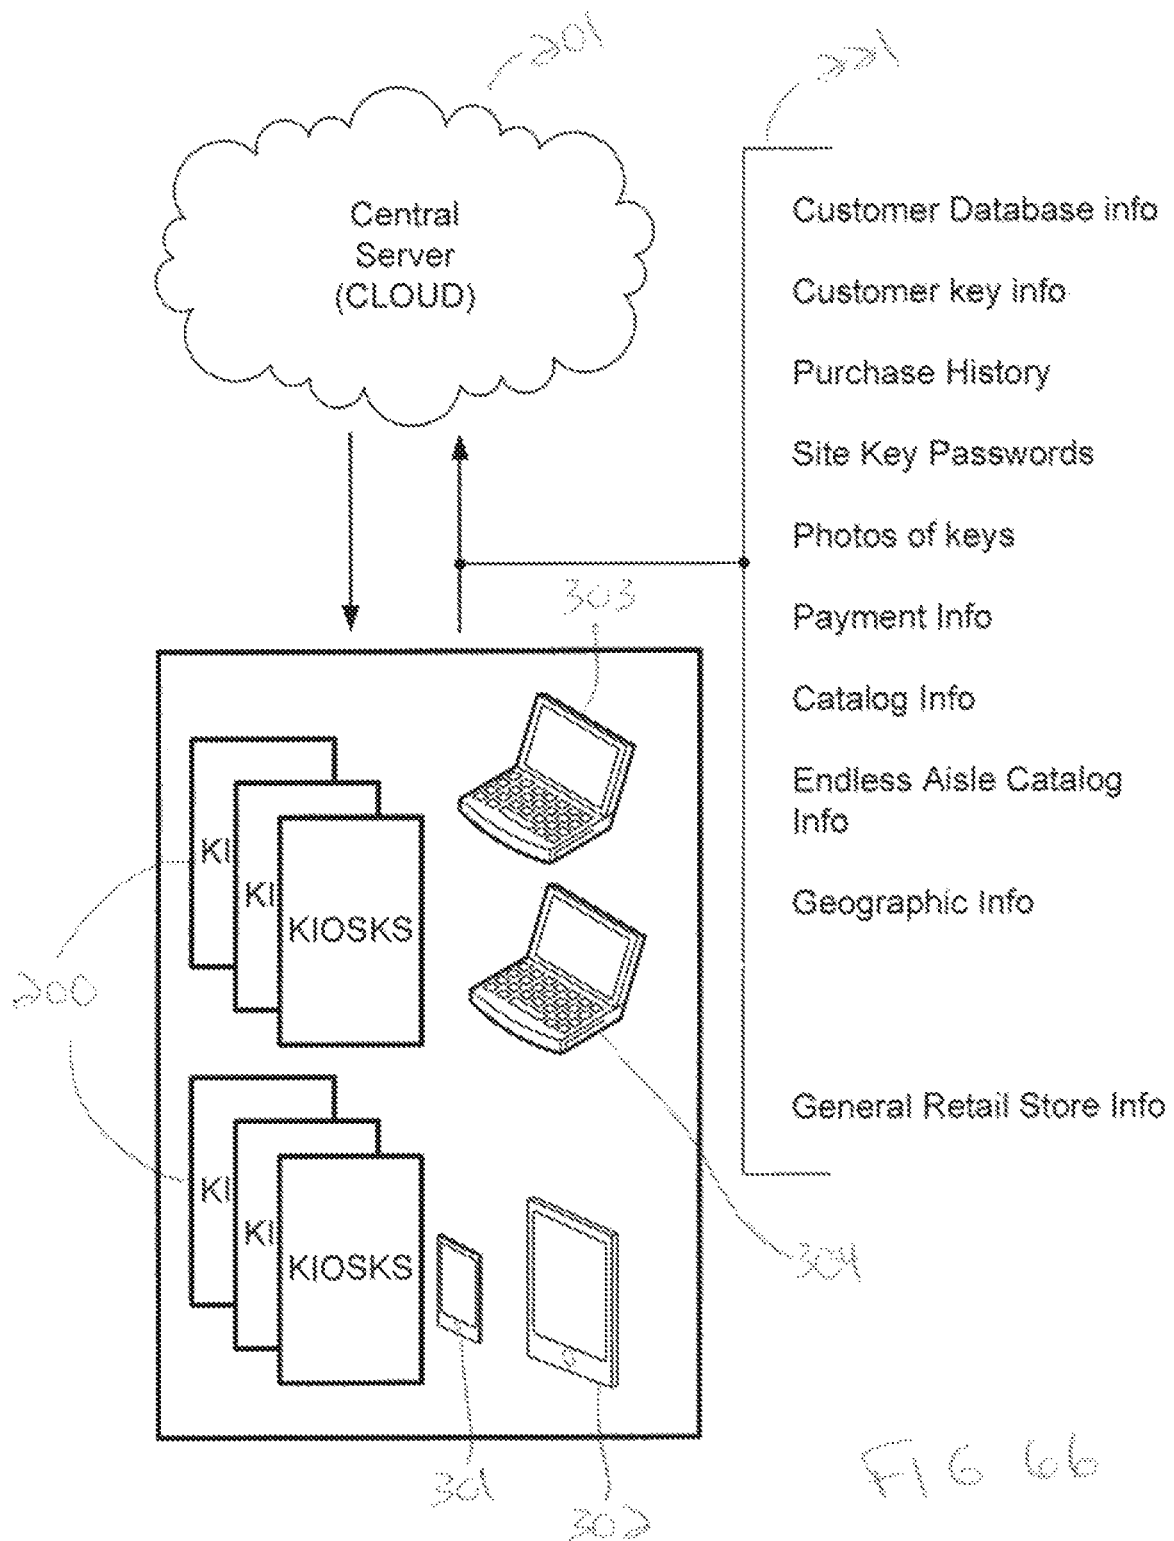 201
221
Central
Server
(CLOUD)
Customer Database info
Customer key info
Purchase History
Site Key Passwords
Photos of keys
Payment Info
Catalog Info
Endless Aisle Catalog
Info
Geographic Info
General Retail Store Info
303
KI
KI
KIOSKS
200
KI
KI
KIOSKS
304
301
302
FIG 66